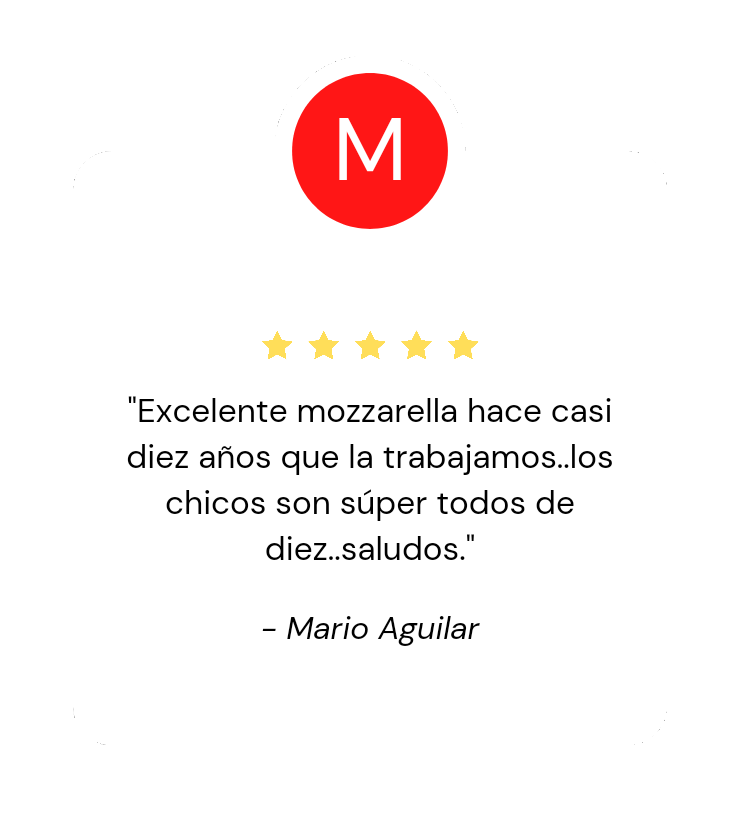 M
"Excelente mozzarella hace casi
diez años que la trabajamos..los
chicos son súper todos de
diez..saludos."
- Mario Aguilar